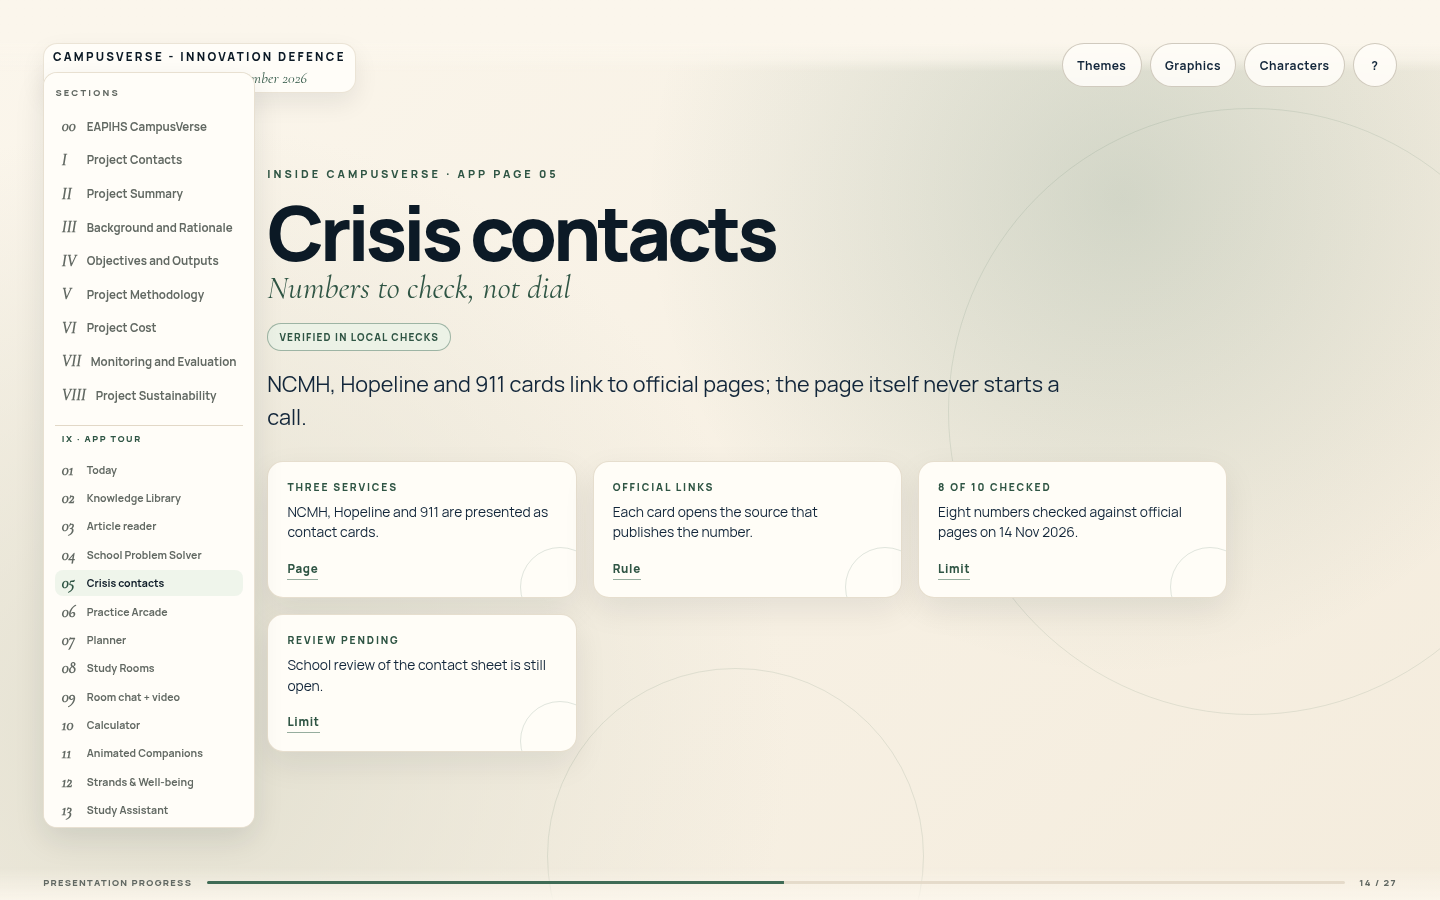 CAMPUSVERSE - INNOVATION DEFENCE
2026
Themes
Graphics
Characters
?
SECTIONS
00 EAPIHS CampusVerse
I Project Contacts
II Project Summary
III Background and Rationale
IV Objectives and Outputs
V Project Methodology
VI Project Cost
VII Monitoring and Evaluation
VIII Project Sustainability
IX · APP TOUR
01 Today
02 Knowledge Library
03 Article reader
04 School Problem Solver
05 Crisis contacts
06 Practice Arcade
07 Planner
08 Study Rooms
09 Room chat + video
10 Calculator
11 Animated Companions
12 Strands & Well-being
13 Study Assistant
INSIDE CAMPUSVERSE · APP PAGE 05
Crisis contacts
Numbers to check, not dial
VERIFIED IN LOCAL CHECKS
NCMH, Hopeline and 911 cards link to official pages; the page itself never starts a
call.
THREE SERVICES
NCMH, Hopeline and 911 are presented as
contact cards.
Page
OFFICIAL LINKS
Each card opens the source that
publishes the number.
Rule
8 OF 10 CHECKED
Eight numbers checked against official
pages on 14 Nov 2026.
Limit
REVIEW PENDING
School review of the contact sheet is still
open.
Limit
PRESENTATION PROGRESS
14 / 27